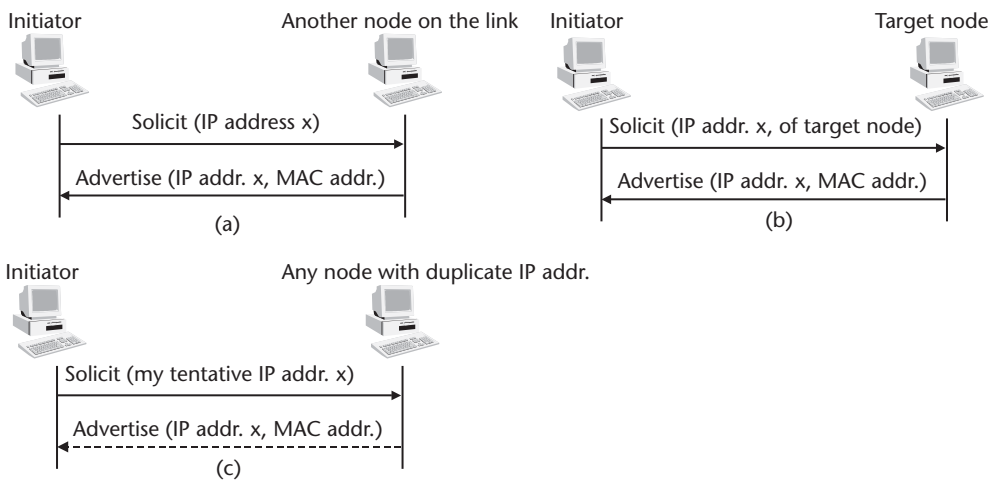 Initiator
Another node on the link
Solicit (IP address x)
Advertise (IP addr. x, MAC addr.)
(a)
Initiator
Target node
Solicit (IP addr. x, of target node)
Advertise (IP addr. x, MAC addr.)
(b)
Initiator
Any node with duplicate IP addr.
Solicit (my tentative IP addr. x)
Advertise (IP addr. x, MAC addr.)
(c)